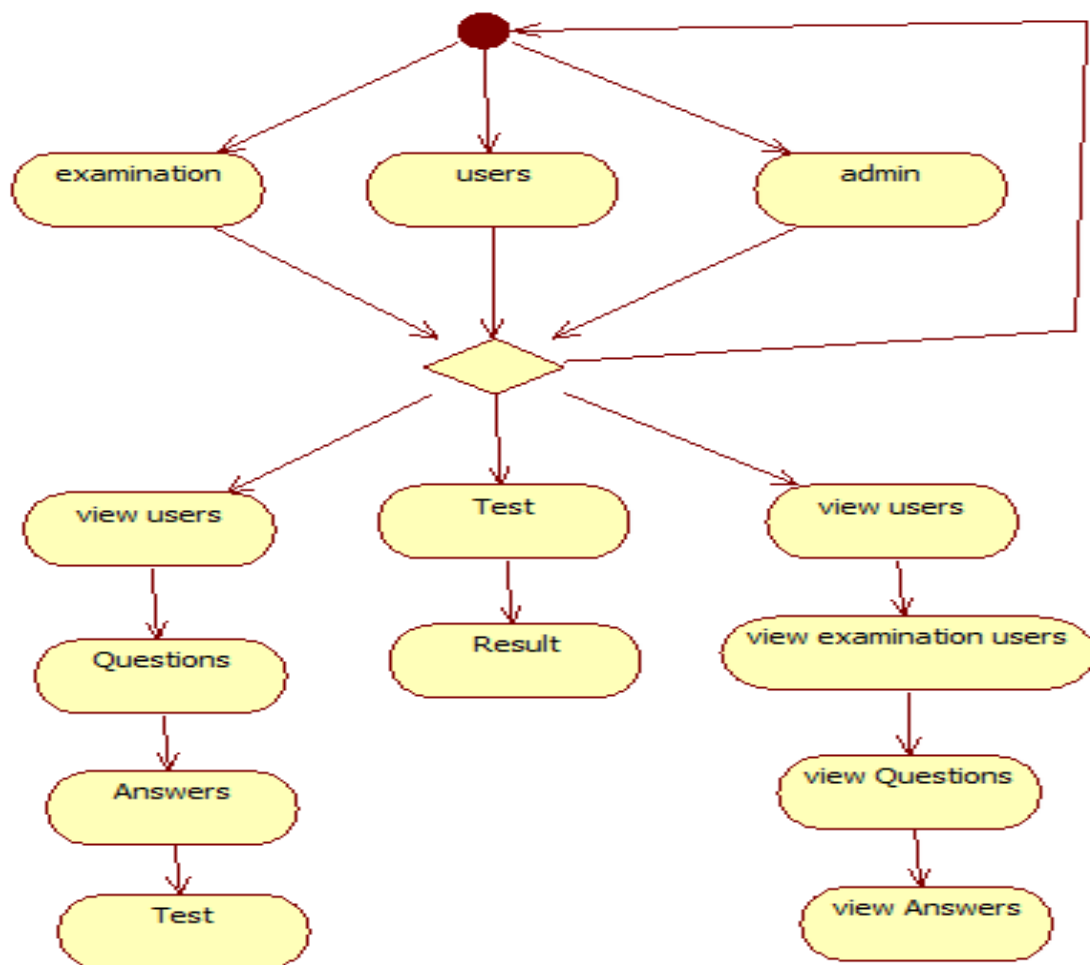 examination
users
admin
view users
Test
view users
Questions
Result
view examination users
Answers
view Questions
Test
view Answers